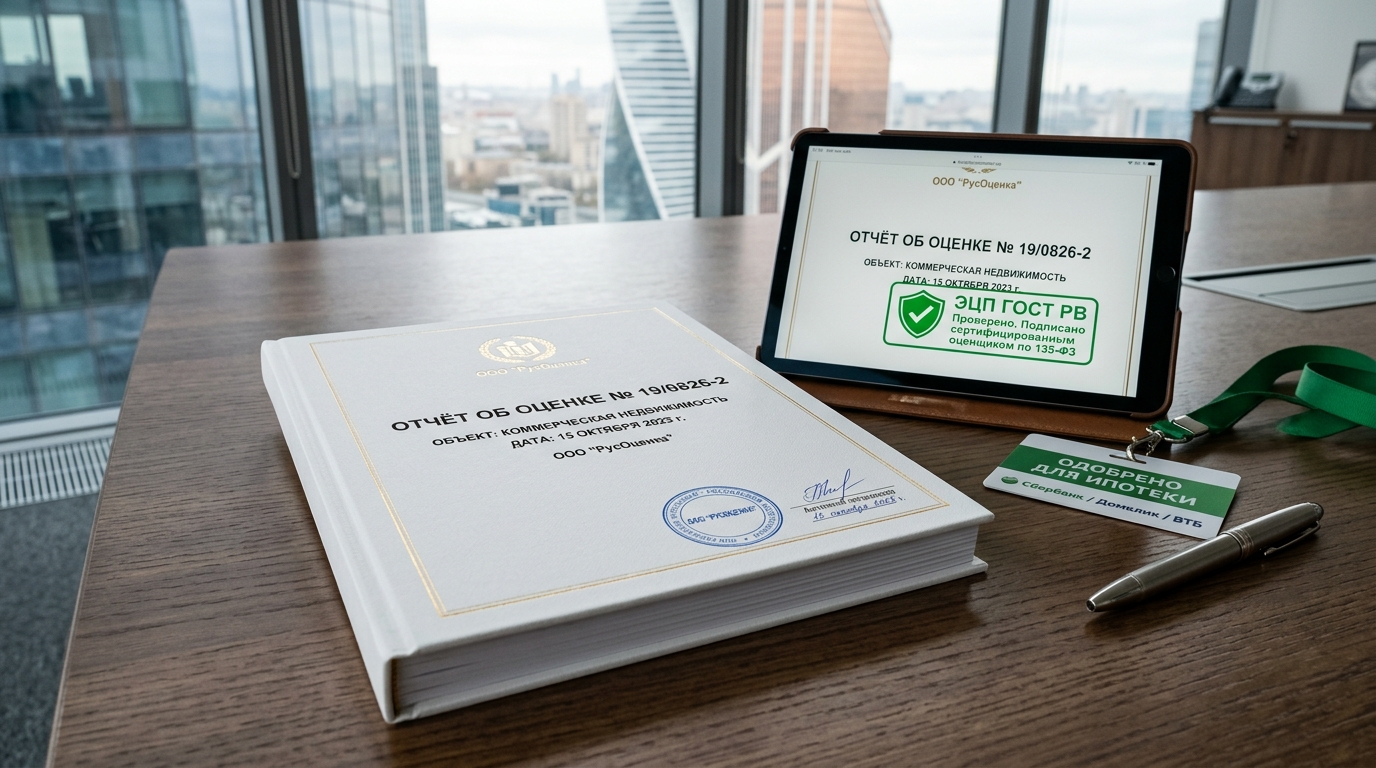 ООО "РусОценка"
ОТЧЁТ ОБ ОЦЕНКЕ № 19/0826-2
ОБЪЕКТ: КОММЕРЧЕСКАЯ НЕДВИЖИМОСТЬ
ДАТА: 15 ОКТЯБРЯ 2023 г.
ООО "РусОценка"
ООО "РусОценка"
ОТЧЁТ ОБ ОЦЕНКЕ № 19/0826-2
ОБЪЕКТ: КОММЕРЧЕСКАЯ НЕДВИЖИМОСТЬ
ДАТА: 15 ОКТЯБРЯ 2023 г.
ЭЦП ГОСТ РВ
Проверено. Подписано
сертифицированным
оценщиком по 135-ФЗ
ОДОБРЕНО
ДЛЯ ИПОТЕКИ
Сбербанк / Домклик / ВТБ